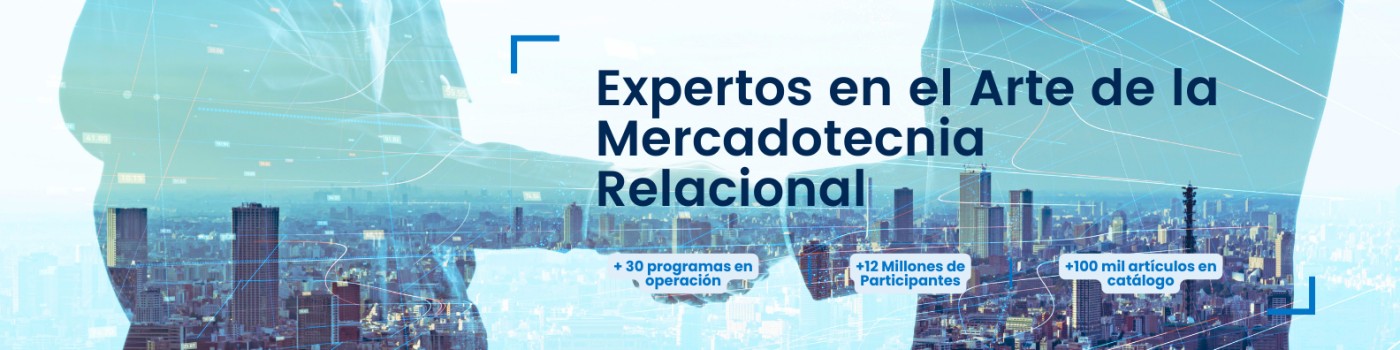 Expertos en el Arte de la
Mercadotecnia
Relacional
+ 30 programas en
operación
+12 Millones de
Participantes
+100 mil artículos en
catálogo